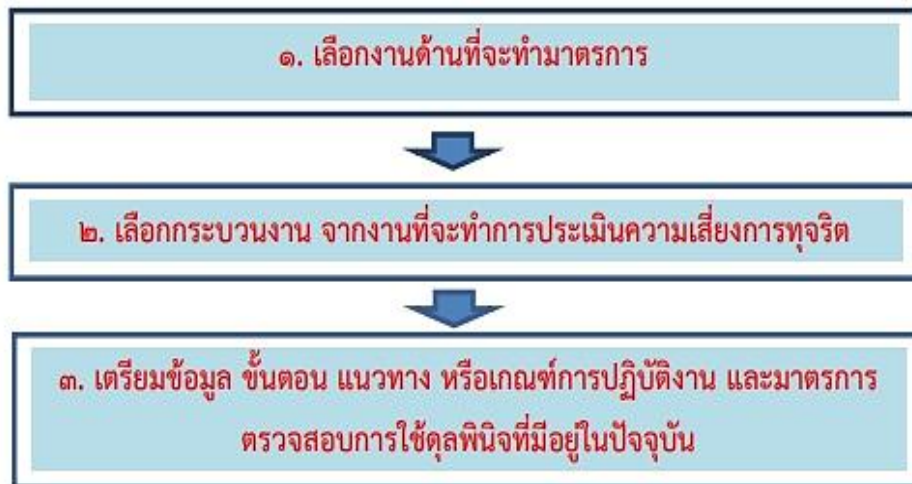 ๑. เลือกงานด้านที่จะทำมาตรการ
๒. เลือกกระบวนงาน จากงานที่จะทำการประเมินความเสี่ยงการทุจริต
๓. เตรียมข้อมูล ขั้นตอน แนวทาง หรือเกณฑ์การปฏิบัติงาน และมาตรการ
ตรวจสอบการใช้ดุลพินิจที่มีอยู่ในปัจจุบัน